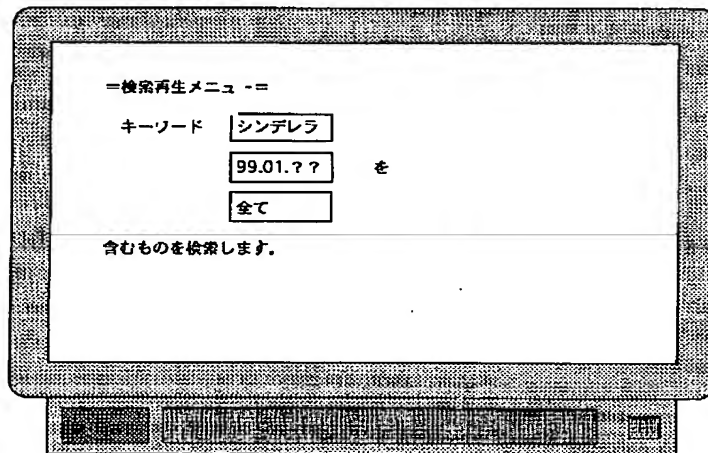 =検索再生メニュー=
キーワード シンデレラ
99.01.?? を
全て
含むものを検索します.